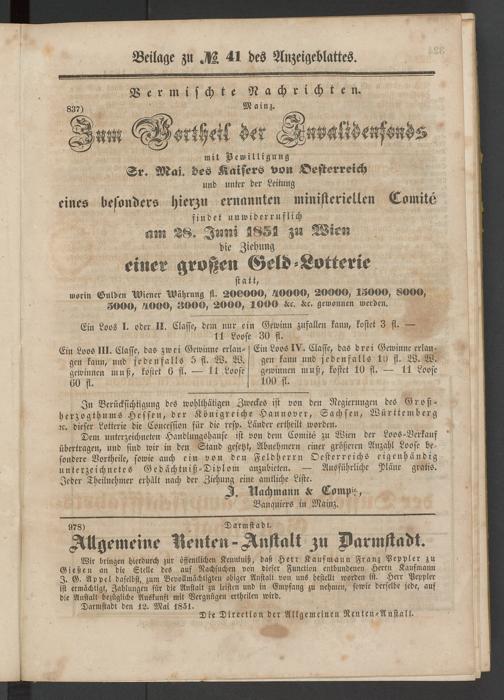 324
Beilage zu № 41 des Anzeigeblattes.
Vermischte Nachrichten.
837) Mainz.
Zum Vortheil der Invalidenfonds
mit Bewilligung
Sr. Maj. des Kaisers von Oesterreich
und unter der Leitung
eines besonders hierzu ernannten ministeriellen Comité
findet unwiderruflich
am 28. Juni 1851 zu Wien
die Ziehung
einer großen Geld-Lotterie
statt,
worin Gulden Wiener Währung fl. 200000, 40000, 20000, 15000, 8000,
5000, 4000, 3000, 2000, 1000 &c. &c. gewonnen werden.
Ein Loos I. oder II. Classe, dem nur ein Gewinn zufallen kann, kostet 3 fl. —
11 Loose 30 fl.
Ein Loos III. Classe, das zwei Gewinne erlan-
gen kann, und jedenfalls 5 fl. W. W.
gewinnen muß, kostet 6 fl. — 11 Loose
60 fl.
Ein Loos IV. Classe, das drei Gewinne erlan-
gen kann und jedenfalls 10 fl. W. W.
gewinnen muß, kostet 10 fl. — 11 Loose
100 fl.
In Berücksichtigung des wohlthätigen Zweckes ist von den Regierungen des Groß-
herzogthums Hessen, der Königreiche Hannover, Sachsen, Württemberg
ꝛc. dieser Lotterie die Concession für die resp. Länder ertheilt worden.
Dem unterzeichneten Handlungshause ist von dem Comité zu Wien der Loos-Verkauf
übertragen, und sind wir in den Stand gesetzt, Abnehmern einer größeren Anzahl Loose be-
sondere Vortheile, sowie auch ein von den Feldherrn Oesterreichs eigenhändig
unterzeichnetes Gedächtniß-Diplom anzubieten. — Ausführliche Pläne gratis.
Jeder Theilnehmer erhält nach der Ziehung eine amtliche Liste.
J. Nachmann & Compie,
Banquiers in Mainz.
978) Darmstadt.
Allgemeine Renten-Anstalt zu Darmstadt.
Wir bringen hierdurch zur öffentlichen Kenntniß, daß Herr Kaufmann Franz Peppler zu
Gießen an die Stelle des auf Nachsuchen von dieser Function entbundenen Herrn Kaufmann
J. G. Appel daselbst, zum Bevollmächtigten obiger Anstalt von uns bestellt worden ist. Herr Peppler
ist ermächtigt, Zahlungen für die Anstalt zu leisten und in Empfang zu nehmen, sowie derselbe jede, auf
die Anstalt bezügliche Auskunft mit Vergnügen ertheilen wird.
Darmstadt den 12. Mai 1851.
Die Direction der Allgemeinen Renten-Anstalt.